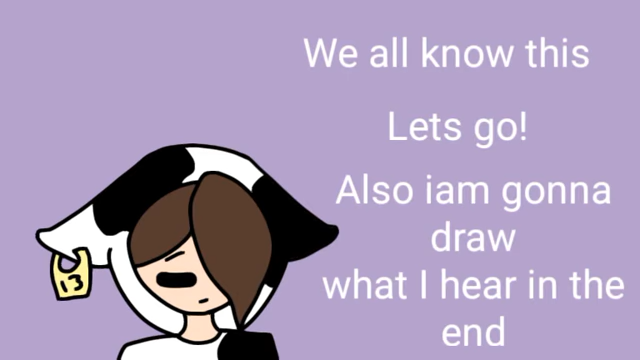 We all know this
Lets go!
Also iam gonna
draw
what I hear in the
end
13